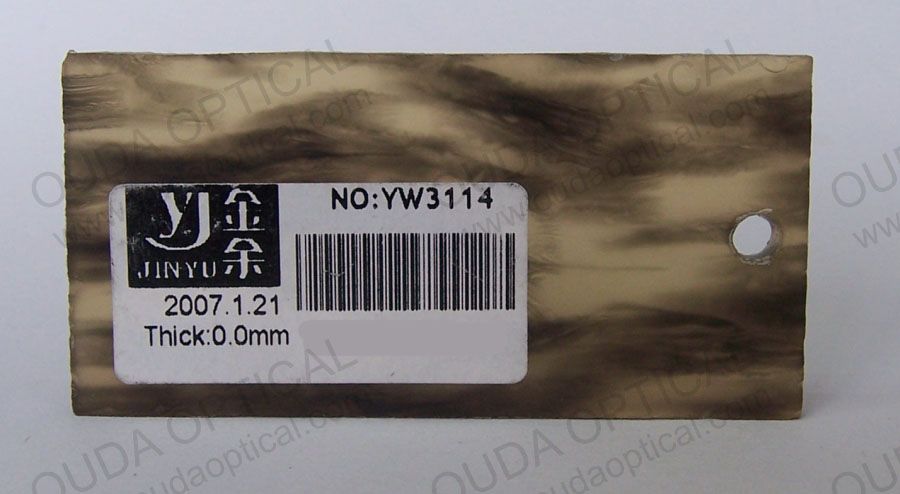 YJ 金余
JINYU
NO:YW3114
2007.1.21
Thick:0.0mm
OUDA OPTICAL
www.oudaoptical.com